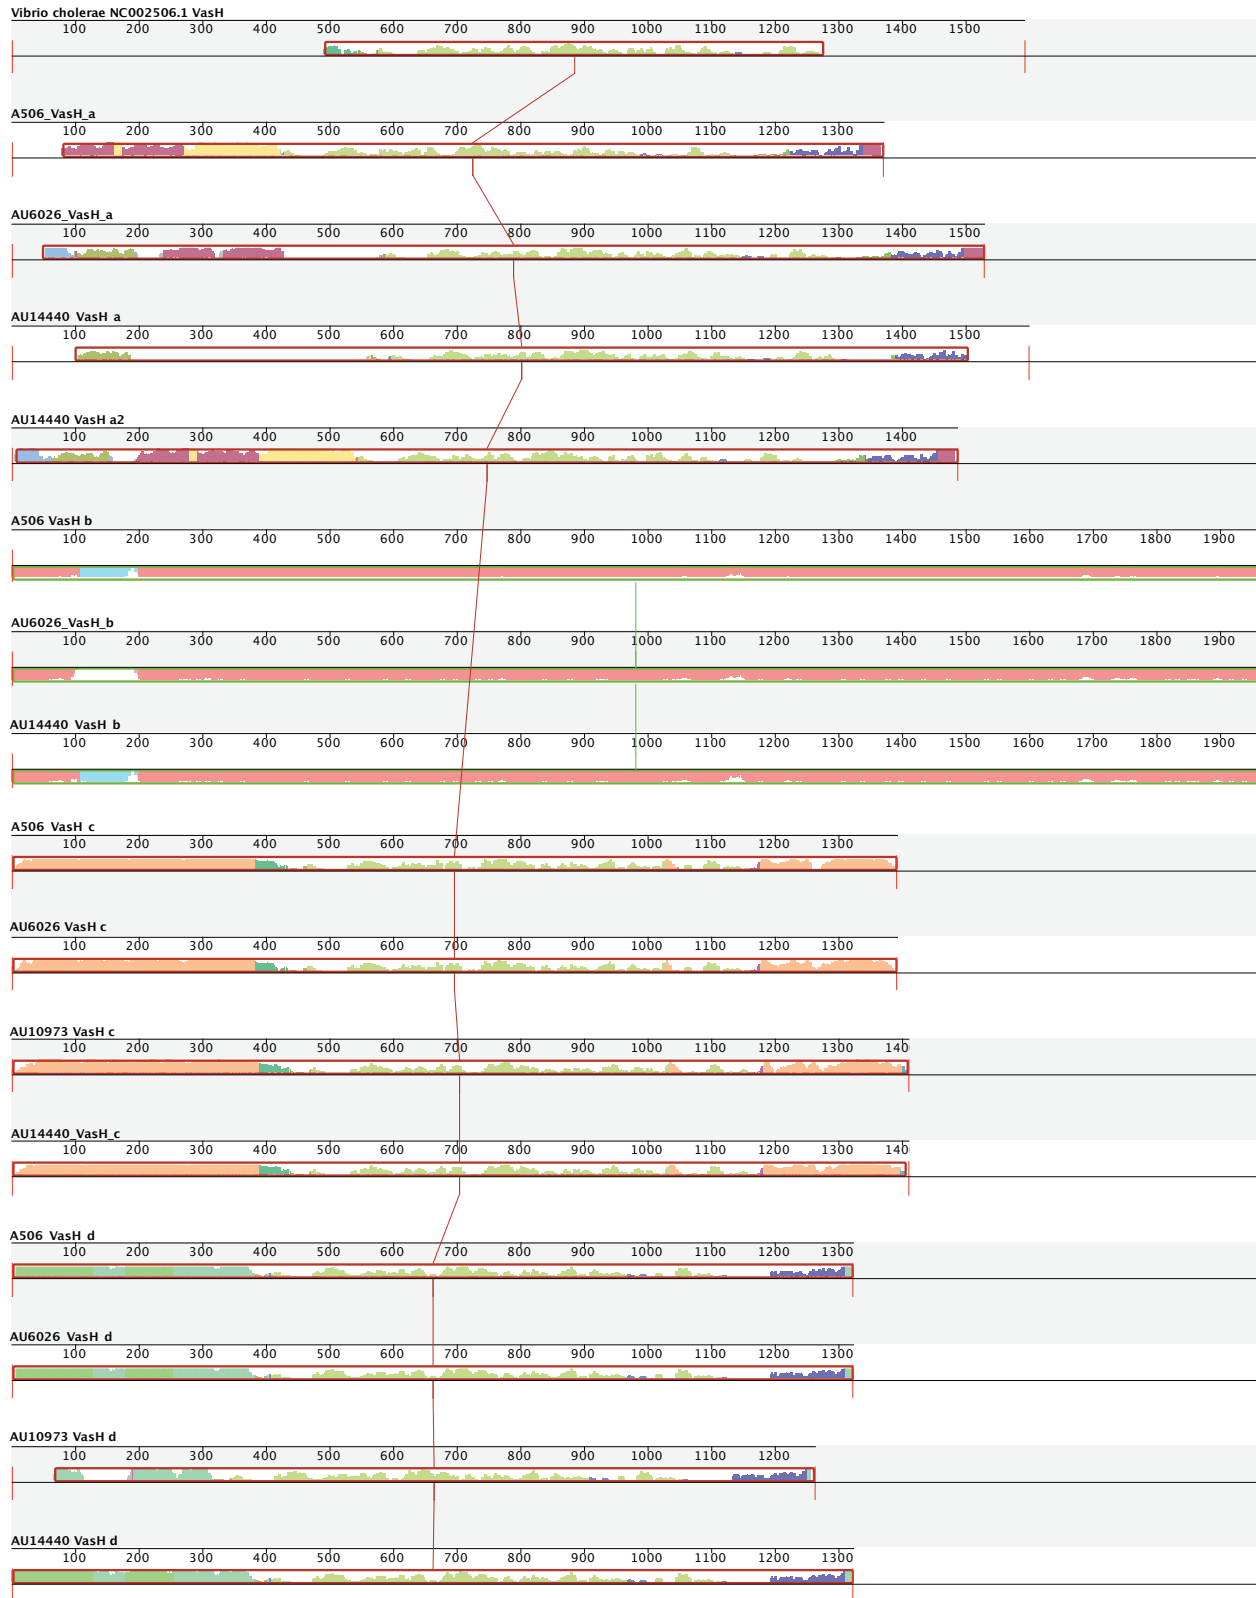 Vibrio cholerae NC002506.1 VasH
100 200 300 400 500 600 700 800 900 1000 1100 1200 1300 1400 1500
A506_VasH_a
100 200 300 400 500 600 700 800 900 1000 1100 1200 1300
AU6026_VasH_a
100 200 300 400 500 600 700 800 900 1000 1100 1200 1300 1400 1500
AU14440_VasH_a
100 200 300 400 500 600 700 800 900 1000 1100 1200 1300 1400 1500
AU14440 VasH a2
100 200 300 400 500 600 700 800 900 1000 1100 1200 1300 1400
A506 VasH b
100 200 300 400 500 600 700 800 900 1000 1100 1200 1300 1400 1500 1600 1700 1800 1900
AU6026_VasH_b
100 200 300 400 500 600 700 800 900 1000 1100 1200 1300 1400 1500 1600 1700 1800 1900
AU14440 VasH b
100 200 300 400 500 600 700 800 900 1000 1100 1200 1300 1400 1500 1600 1700 1800 1900
A506 VasH c
100 200 300 400 500 600 700 800 900 1000 1100 1200 1300
AU6026 VasH c
100 200 300 400 500 600 700 800 900 1000 1100 1200 1300
AU10973 VasH c
100 200 300 400 500 600 700 800 900 1000 1100 1200 1300 140
AU14440_VasH_c
100 200 300 400 500 600 700 800 900 1000 1100 1200 1300 140
A506 VasH d
100 200 300 400 500 600 700 800 900 1000 1100 1200 1300
AU6026 VasH d
100 200 300 400 500 600 700 800 900 1000 1100 1200 1300
AU10973 VasH d
100 200 300 400 500 600 700 800 900 1000 1100 1200
AU14440 VasH d
100 200 300 400 500 600 700 800 900 1000 1100 1200 1300